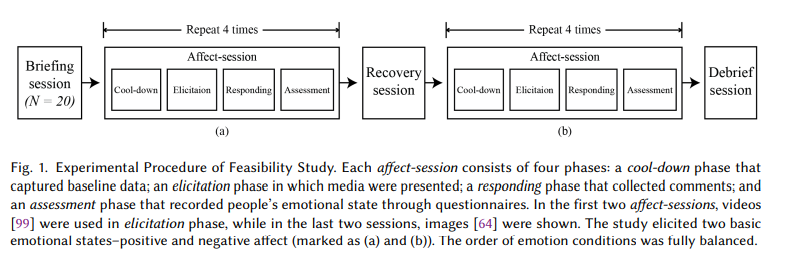 Repeat 4 times
Repeat 4 times
Briefing
session
(N = 20)
Affect-session
Cool-down
Elicitaion
Responding
Assessment
Recovery
session
Affect-session
Cool-down
Elicitaion
Responding
Assessment
Debrief
session
(a)
(b)
Fig. 1. Experimental Procedure of Feasibility Study. Each affect-session consists of four phases: a cool-down phase that
captured baseline data; an elicitation phase in which media were presented; a responding phase that collected comments; and
an assessment phase that recorded people's emotional state through questionnaires. In the first two affect-sessions, videos
[99] were used in elicitation phase, while in the last two sessions, images [64] were shown. The study elicited two basic
emotional states–positive and negative affect (marked as (a) and (b)). The order of emotion conditions was fully balanced.